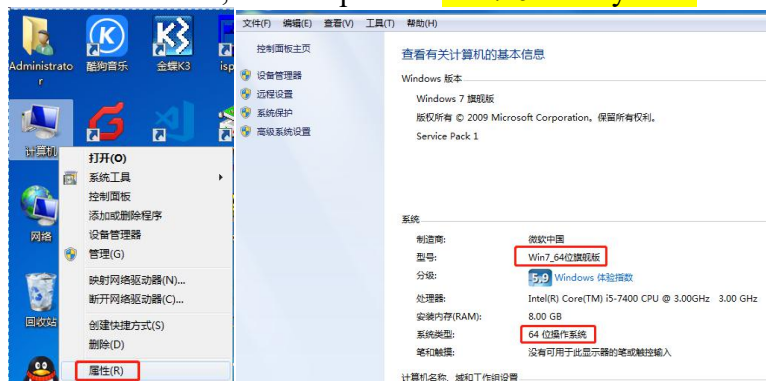 Administrato
r
酷狗音乐
金蝶K3
isp
计算机
网络
回收站
打开(O)
系统工具
控制面板
添加或删除程序
设备管理器
管理(G)
映射网络驱动器(N)...
断开网络驱动器(C)...
创建快捷方式(S)
删除(D)
属性(R)
文件(F) 编辑(E) 查看(V) 工具(T) 帮助(H)
控制面板主页
设备管理器
远程设置
系统保护
高级系统设置
查看有关计算机的基本信息
Windows 版本
Windows 7 旗舰版
版权所有 © 2009 Microsoft Corporation。保留所有权利。
Service Pack 1
系统
制造商: 微软中国
型号: Win7_64位旗舰版
分级: 5.9 Windows 体验指数
处理器: Intel(R) Core(TM) i5-7400 CPU @ 3.00GHz 3.00 GHz
安装内存(RAM): 8.00 GB
系统类型: 64 位操作系统
笔和触摸: 没有可用于此显示器的笔或触控输入
计算机名称、域和工作组设置